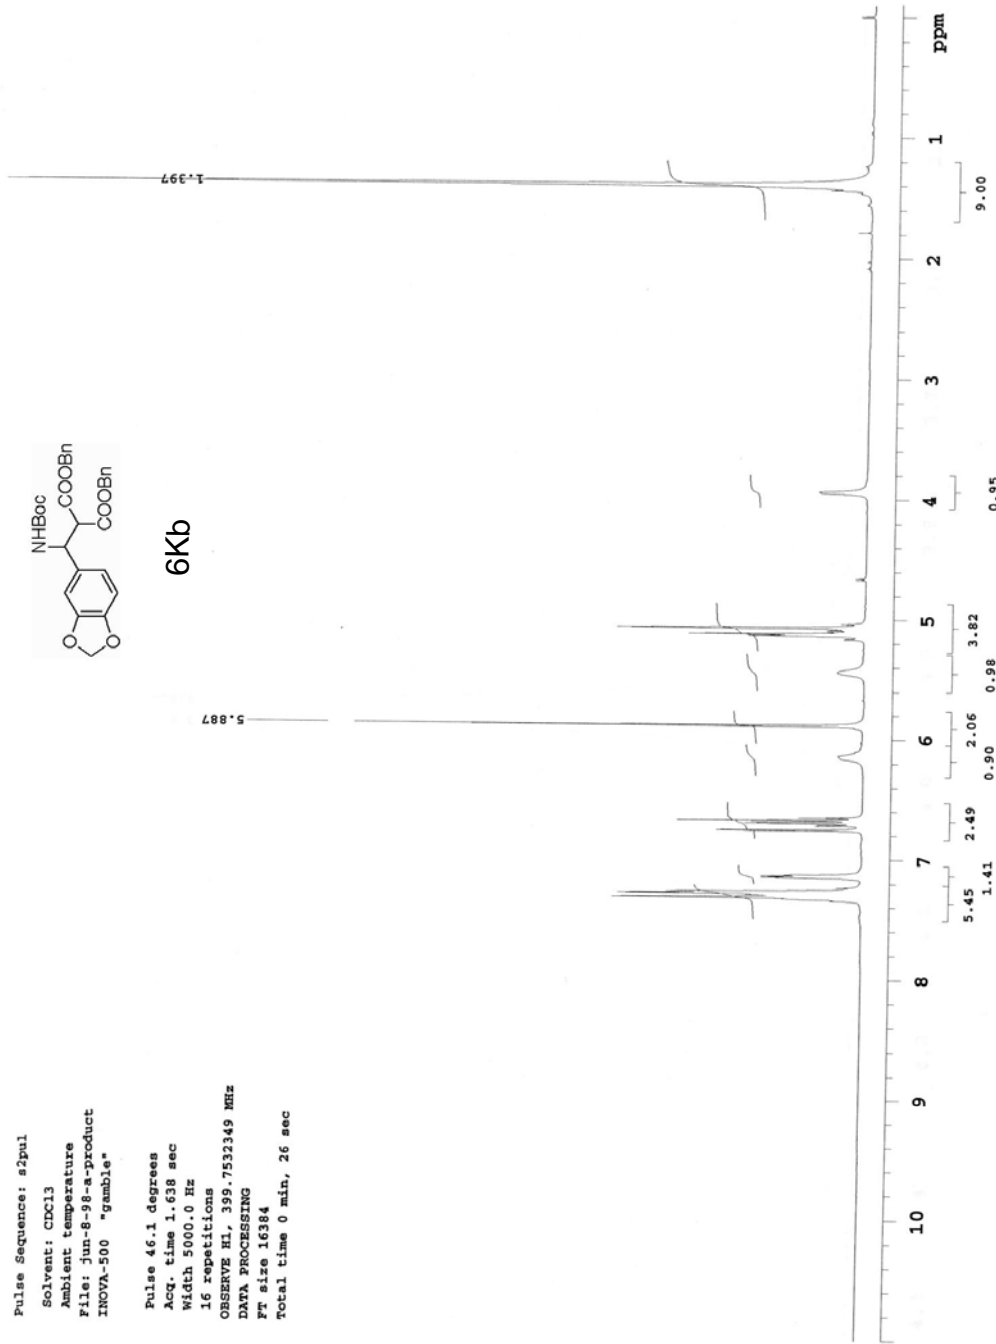 Pulse Sequence: s2pul
Solvent: CDCl3
Ambient temperature
File: jun-8-98-a-product
INOVA-500 "gamble"
Pulse 46.1 degrees
Acq. time 1.638 sec
Width 5000.0 Hz
16 repetitions
OBSERVE H1, 399.7532349 MHz
DATA PROCESSING
FT size 16384
Total time 0 min, 26 sec
NHBoc
COOBn
COOBn
O
O
6Kb
5.887
1.397
10 9 8 7 6 5 4 3 2 1 ppm
5.45 2.49 2.06 3.82 0.95 9.00
1.41 0.90 0.98